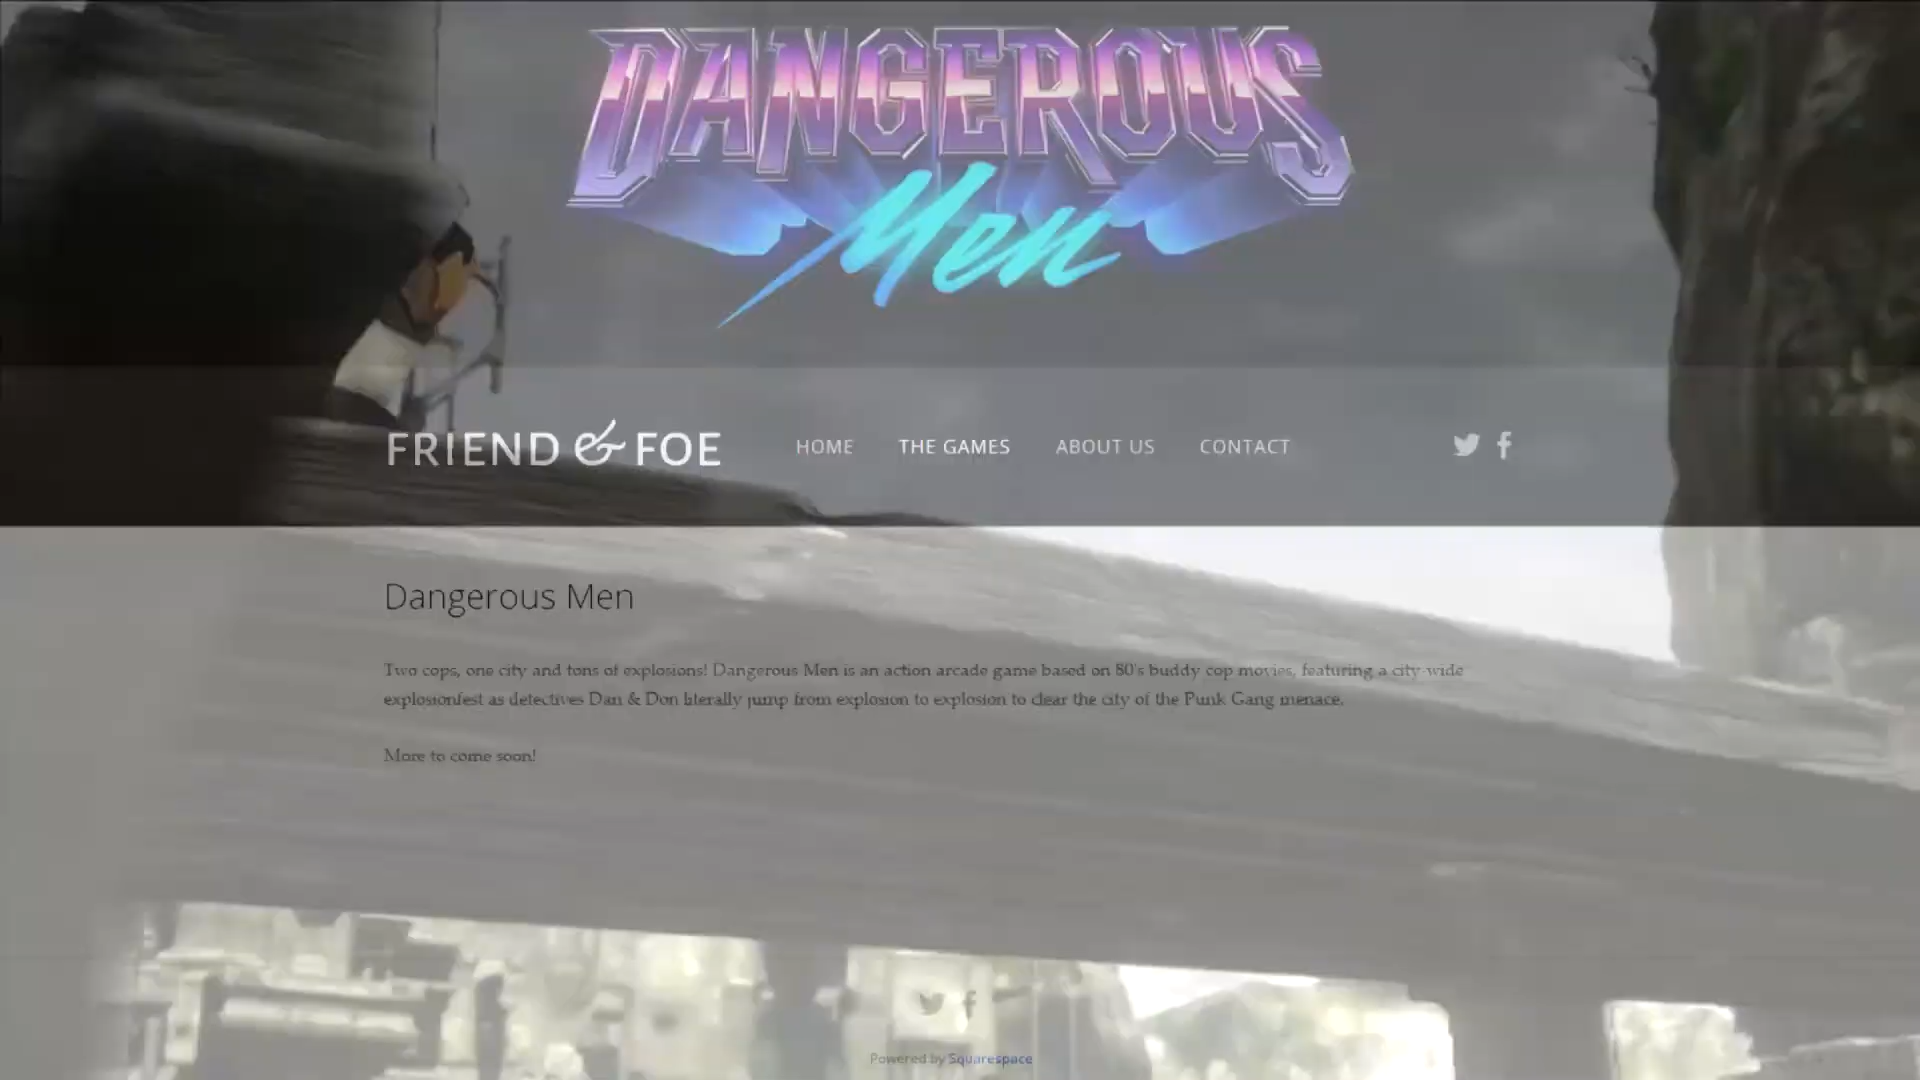 DANGEROUS
Men
FRIEND & FOE HOME THE GAMES ABOUT US CONTACT
Dangerous Men
Two cops, one city and tons of explosions! Dangerous Men is an action arcade game based on 80's buddy cop movies, featuring a city-wide
explosionfest as detectives Dan & Don literally jump from explosion to explosion to clear the city of the Punk Gang menace.
More to come soon!
Powered by Squarespace